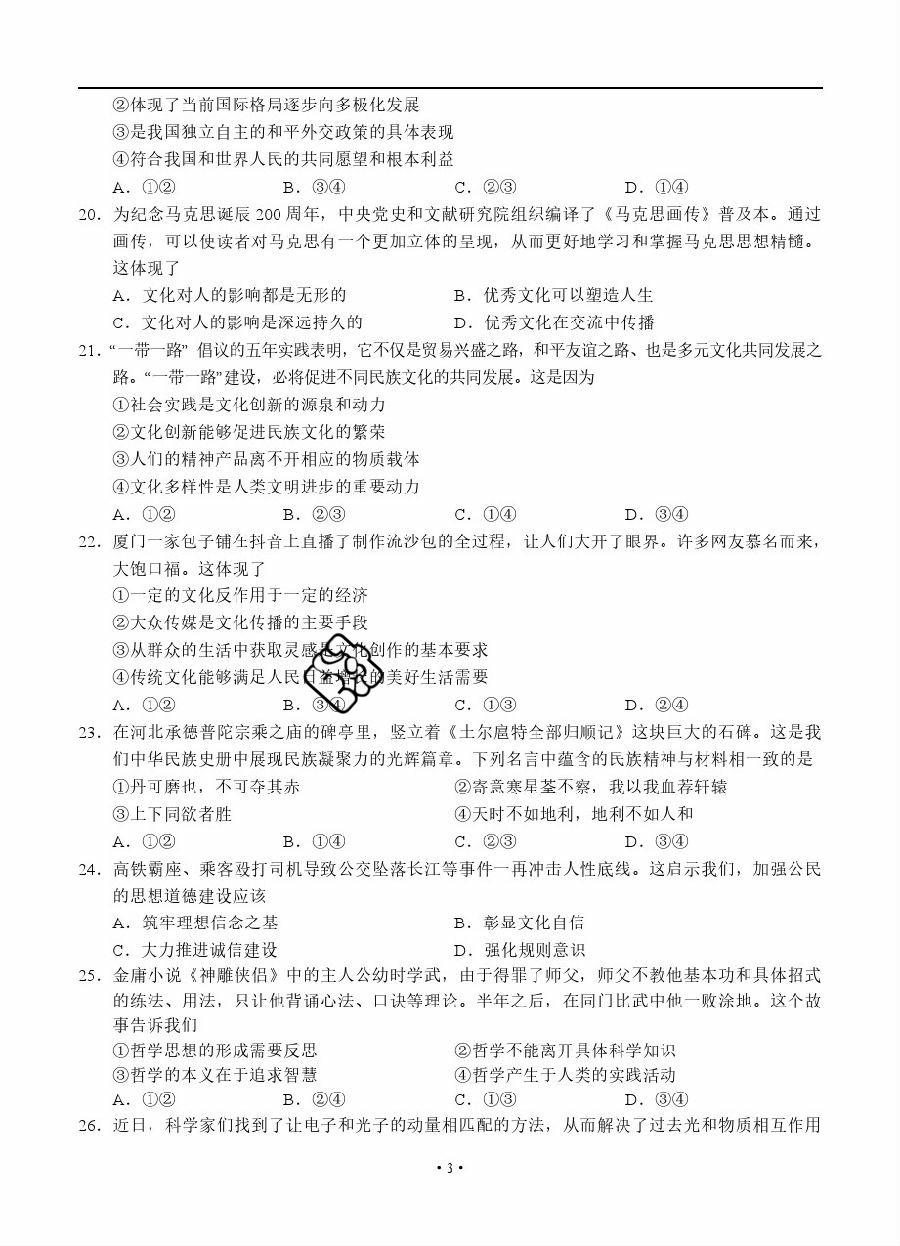 ②体现了当前国际格局逐步向多极化发展
③是我国独立自主的和平外交政策的具体表现
④符合我国和世界人民的共同愿望和根本利益
A．①② B．③④ C．②③ D．①④
20．为纪念马克思诞辰 200 周年，中央党史和文献研究院组织编译了《马克思画传》普及本。通过
画传，可以使读者对马克思有一个更加立体的呈现，从而更好地学习和掌握马克思思想精髓。
这体现了
A．文化对人的影响都是无形的 B．优秀文化可以塑造人生
C．文化对人的影响是深远持久的 D．优秀文化在交流中传播
21．“一带一路” 倡议的五年实践表明，它不仅是贸易兴盛之路，和平友谊之路、也是多元文化共同发展之
路。“一带一路”建设，必将促进不同民族文化的共同发展。这是因为
①社会实践是文化创新的源泉和动力
②文化创新能够促进民族文化的繁荣
③人们的精神产品离不开相应的物质载体
④文化多样性是人类文明进步的重要动力
A．①② B．②③ C．①④ D．③④
22．厦门一家包子铺在抖音上直播了制作流沙包的全过程，让人们大开了眼界。许多网友慕名而来，
大饱口福。这体现了
①一定的文化反作用于一定的经济
②大众传媒是文化传播的主要手段
③从群众的生活中获取灵感是文化创作的基本要求
④传统文化能够满足人民日益增长的美好生活需要
A．①② B．③④ C．①③ D．②④
23．在河北承德普陀宗乘之庙的碑亭里，竖立着《土尔扈特全部归顺记》这块巨大的石碑。这是我
们中华民族史册中展现民族凝聚力的光辉篇章。下列名言中蕴含的民族精神与材料相一致的是
①丹可磨也，不可夺其赤 ②寄意寒星荃不察，我以我血荐轩辕
③上下同欲者胜 ④天时不如地利，地利不如人和
A．①② B．①④ C．②③ D．③④
24．高铁霸座、乘客殴打司机导致公交坠落长江等事件一再冲击人性底线。这启示我们，加强公民
的思想道德建设应该
A．筑牢理想信念之基 B．彰显文化自信
C．大力推进诚信建设 D．强化规则意识
25．金庸小说《神雕侠侣》中的主人公幼时学武，由于得罪了师父，师父不教他基本功和具体招式
的练法、用法，只让他背诵心法、口诀等理论。半年之后，在同门比武中他一败涂地。这个故
事告诉我们
①哲学思想的形成需要反思 ②哲学不能离开具体科学知识
③哲学的本义在于追求智慧 ④哲学产生于人类的实践活动
A．①② B．②④ C．①③ D．③④
26．近日，科学家们找到了让电子和光子的动量相匹配的方法，从而解决了过去光和物质相互作用
·3·